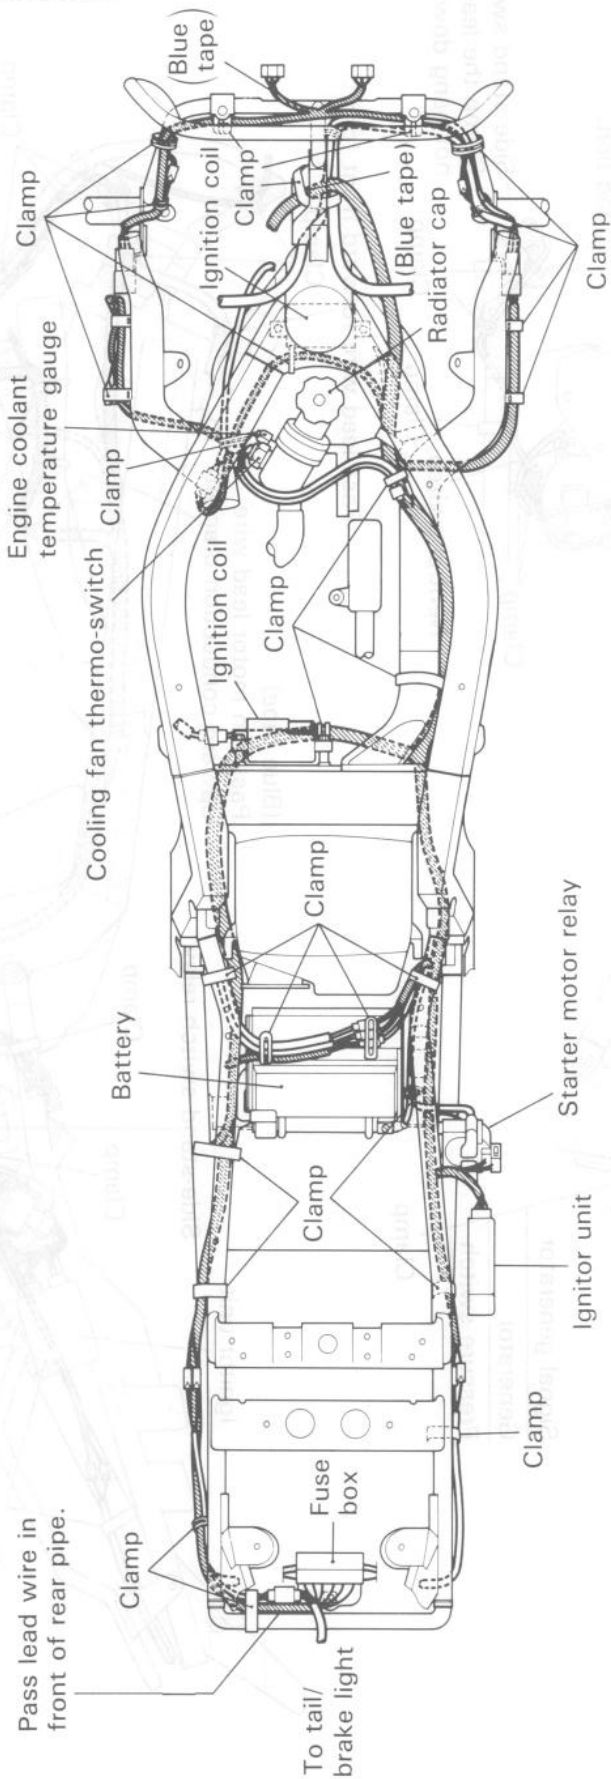 Pass lead wire in
front of rear pipe.
Clamp
To tail/
brake light
Fuse
box
Clamp
Ignitor unit
Starter motor relay
Clamp
Battery
Clamp
Cooling fan thermo-switch
Ignition coil
Clamp
Engine coolant
temperature gauge
Clamp
Clamp
Ignition coil
Clamp
(Blue tape)
Radiator cap
(Blue
tape)
Clamp